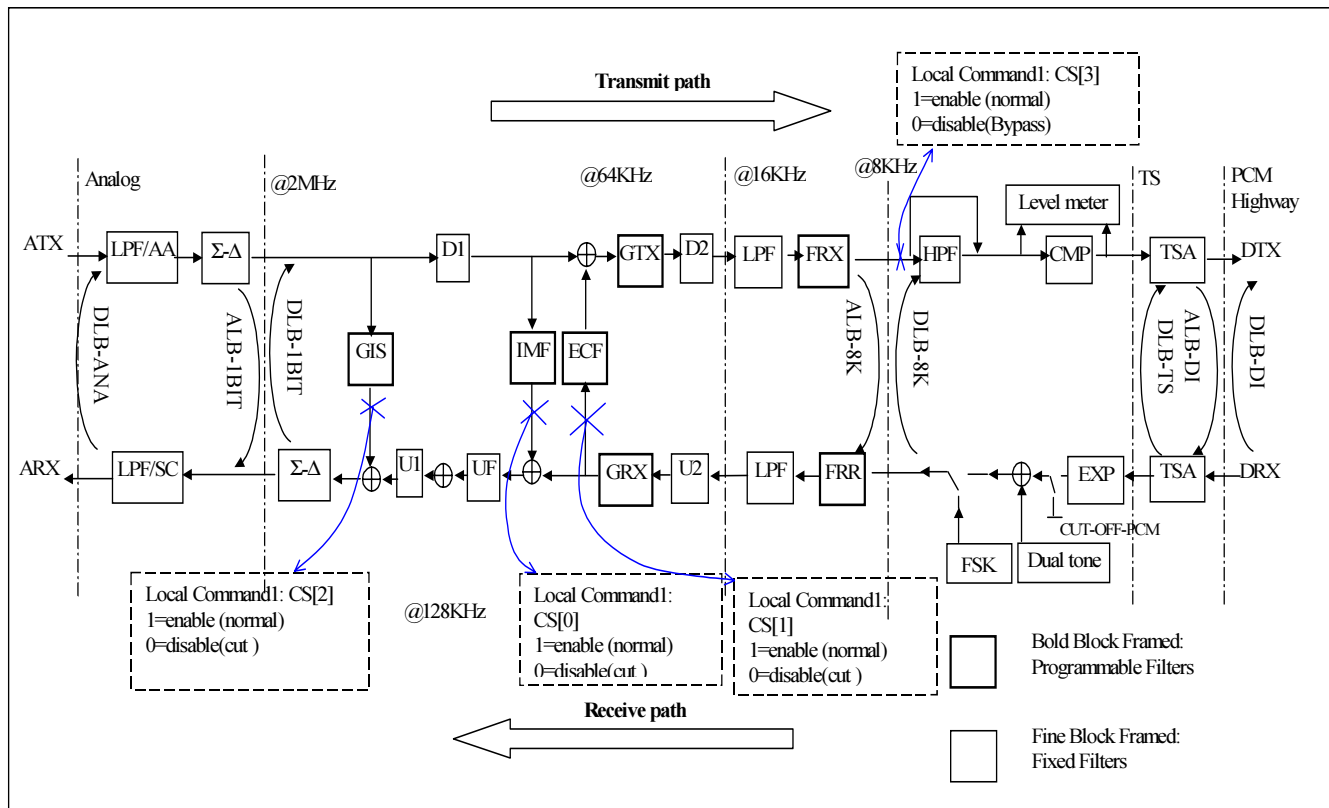 Transmit path
Local Command1: CS[3]
1=enable (normal)
0=disable(Bypass)
Analog
@2MHz
@64KHz
@16KHz
@8KHz
TS
PCM
Highway
Level meter
ATX
LPF/AA
Σ-Δ
D1
GTX
D2
LPF
FRX
HPF
CMP
TSA
DTX
DLB-ANA
ALB-1BIT
DLB-1BIT
GIS
IMF
ECF
ALB-8K
DLB-8K
DLB-TS
ALB-DI
DLB-DI
ARX
LPF/SC
Σ-Δ
U1
UF
GRX
U2
LPF
FRR
EXP
TSA
DRX
CUT-OFF-PCM
FSK
Dual tone
Local Command1: CS[2]
1=enable (normal)
0=disable(cut )
@128KHz
Local Command1:
CS[0]
1=enable (normal)
0=disable(cut )
Local Command1:
CS[1]
1=enable (normal)
0=disable(cut )
Bold Block Framed:
Programmable Filters
Receive path
Fine Block Framed:
Fixed Filters